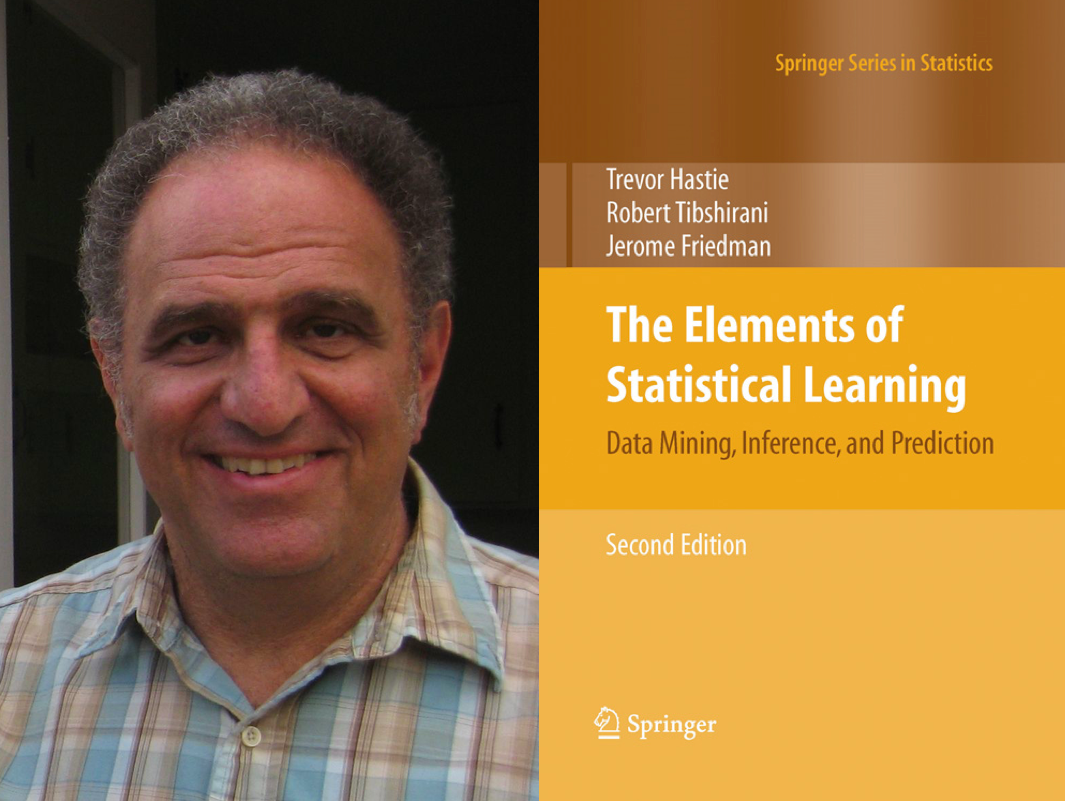 Springer Series in Statistics
Trevor Hastie
Robert Tibshirani
Jerome Friedman
The Elements of
Statistical Learning
Data Mining, Inference, and Prediction
Second Edition
Springer